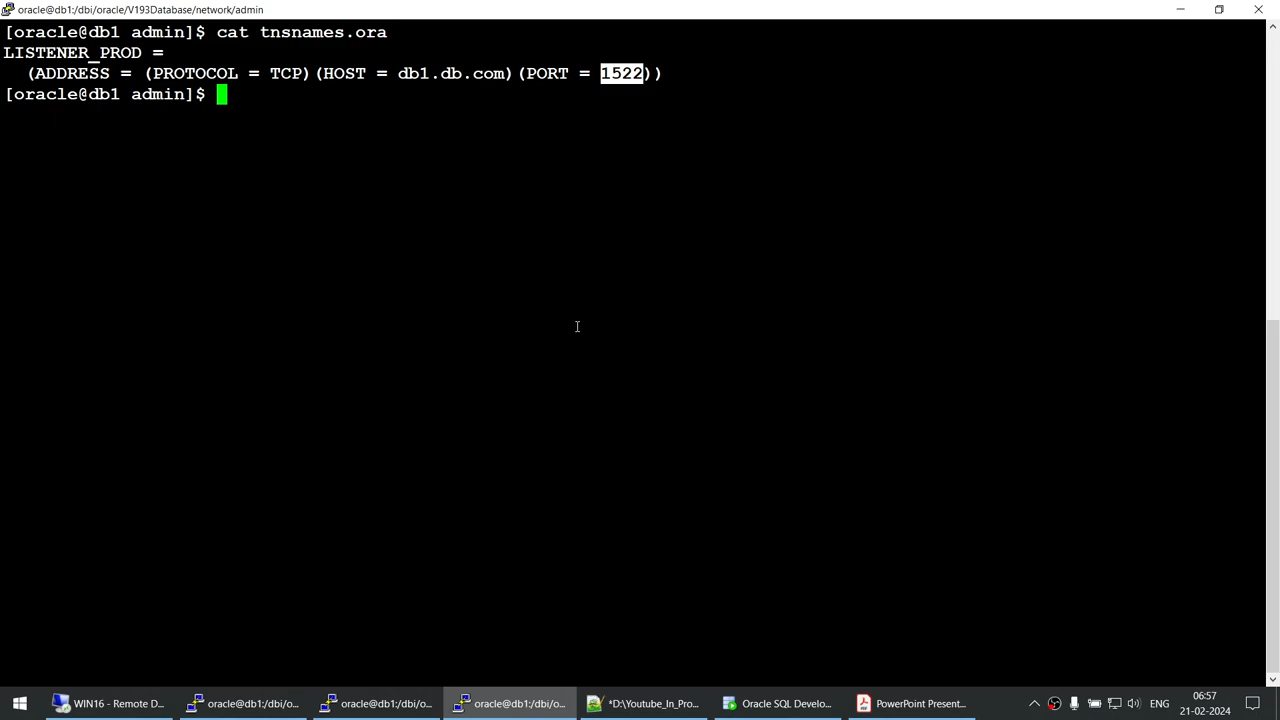 oracle@db1:/dbi/oracle/V193Database/network/admin
[oracle@db1 admin]$ cat tnsnames.ora
LISTENER_PROD =
  (ADDRESS = (PROTOCOL = TCP)(HOST = db1.db.com)(PORT = 1522))
[oracle@db1 admin]$
WIN16 - Remote D...
oracle@db1:/dbi/o...
oracle@db1:/dbi/o...
oracle@db1:/dbi/o...
*D:\Youtube_In_Pro...
Oracle SQL Develo...
PowerPoint Present...
ENG
06:57
21-02-2024